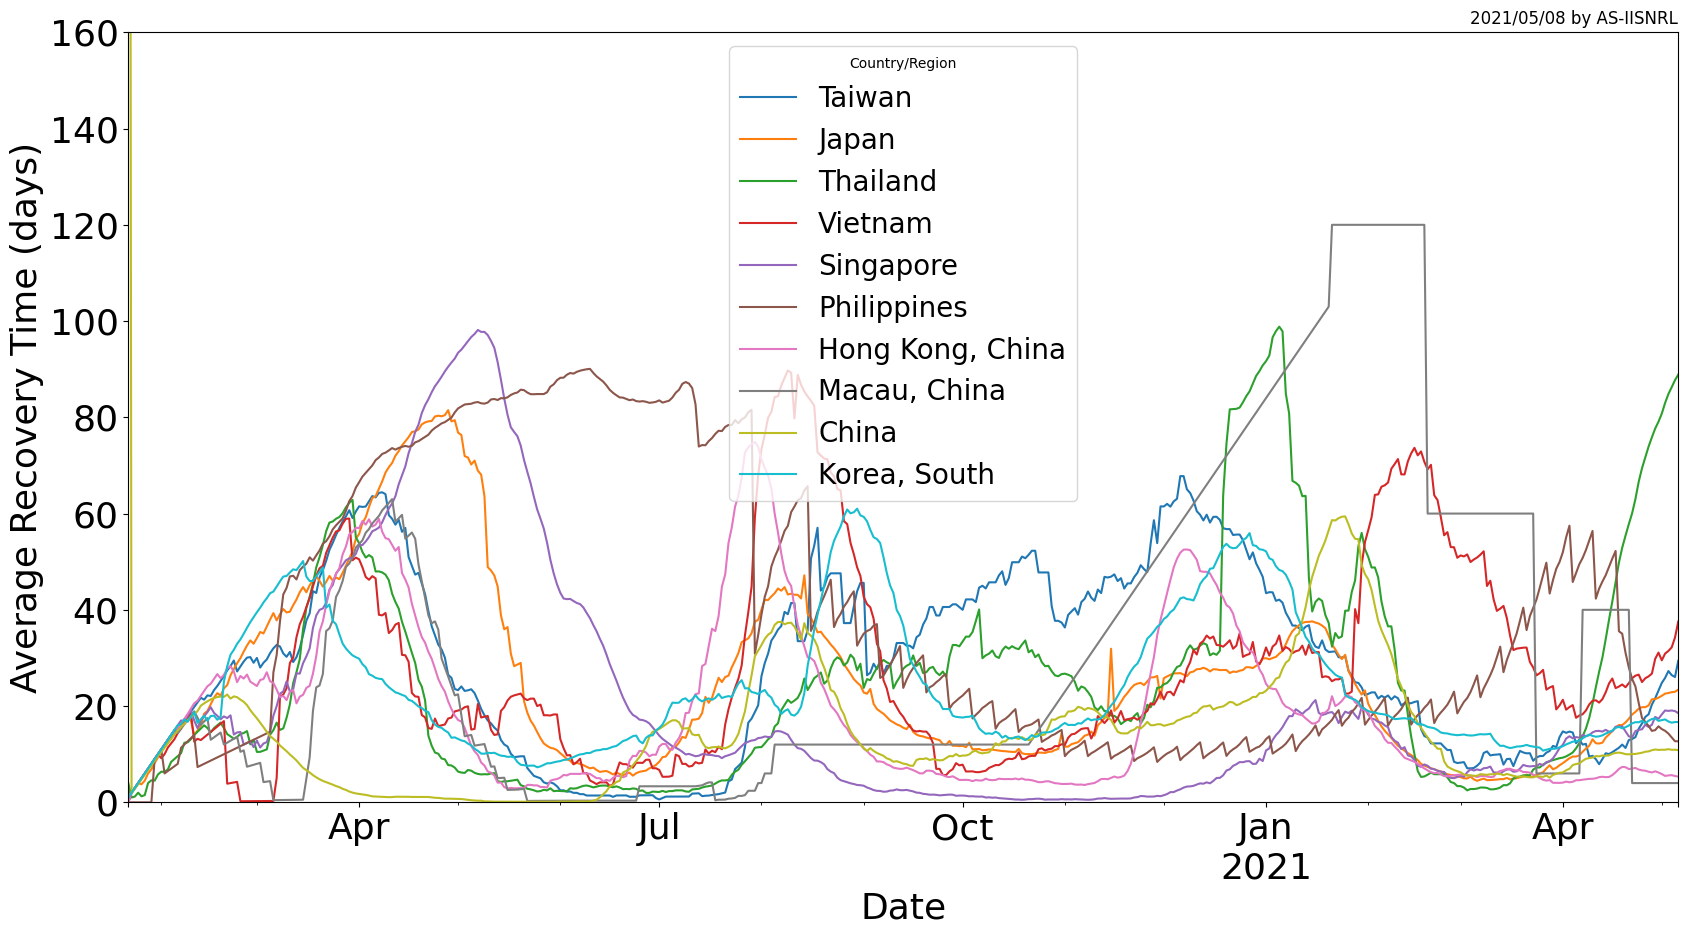 2021/05/08 by AS-IISNRL
Average Recovery Time (days)
160
140
120
100
80
60
40
20
0
Country/Region
Taiwan
Japan
Thailand
Vietnam
Singapore
Philippines
Hong Kong, China
Macau, China
China
Korea, South
Apr
Jul
Oct
Jan
2021
Apr
Date